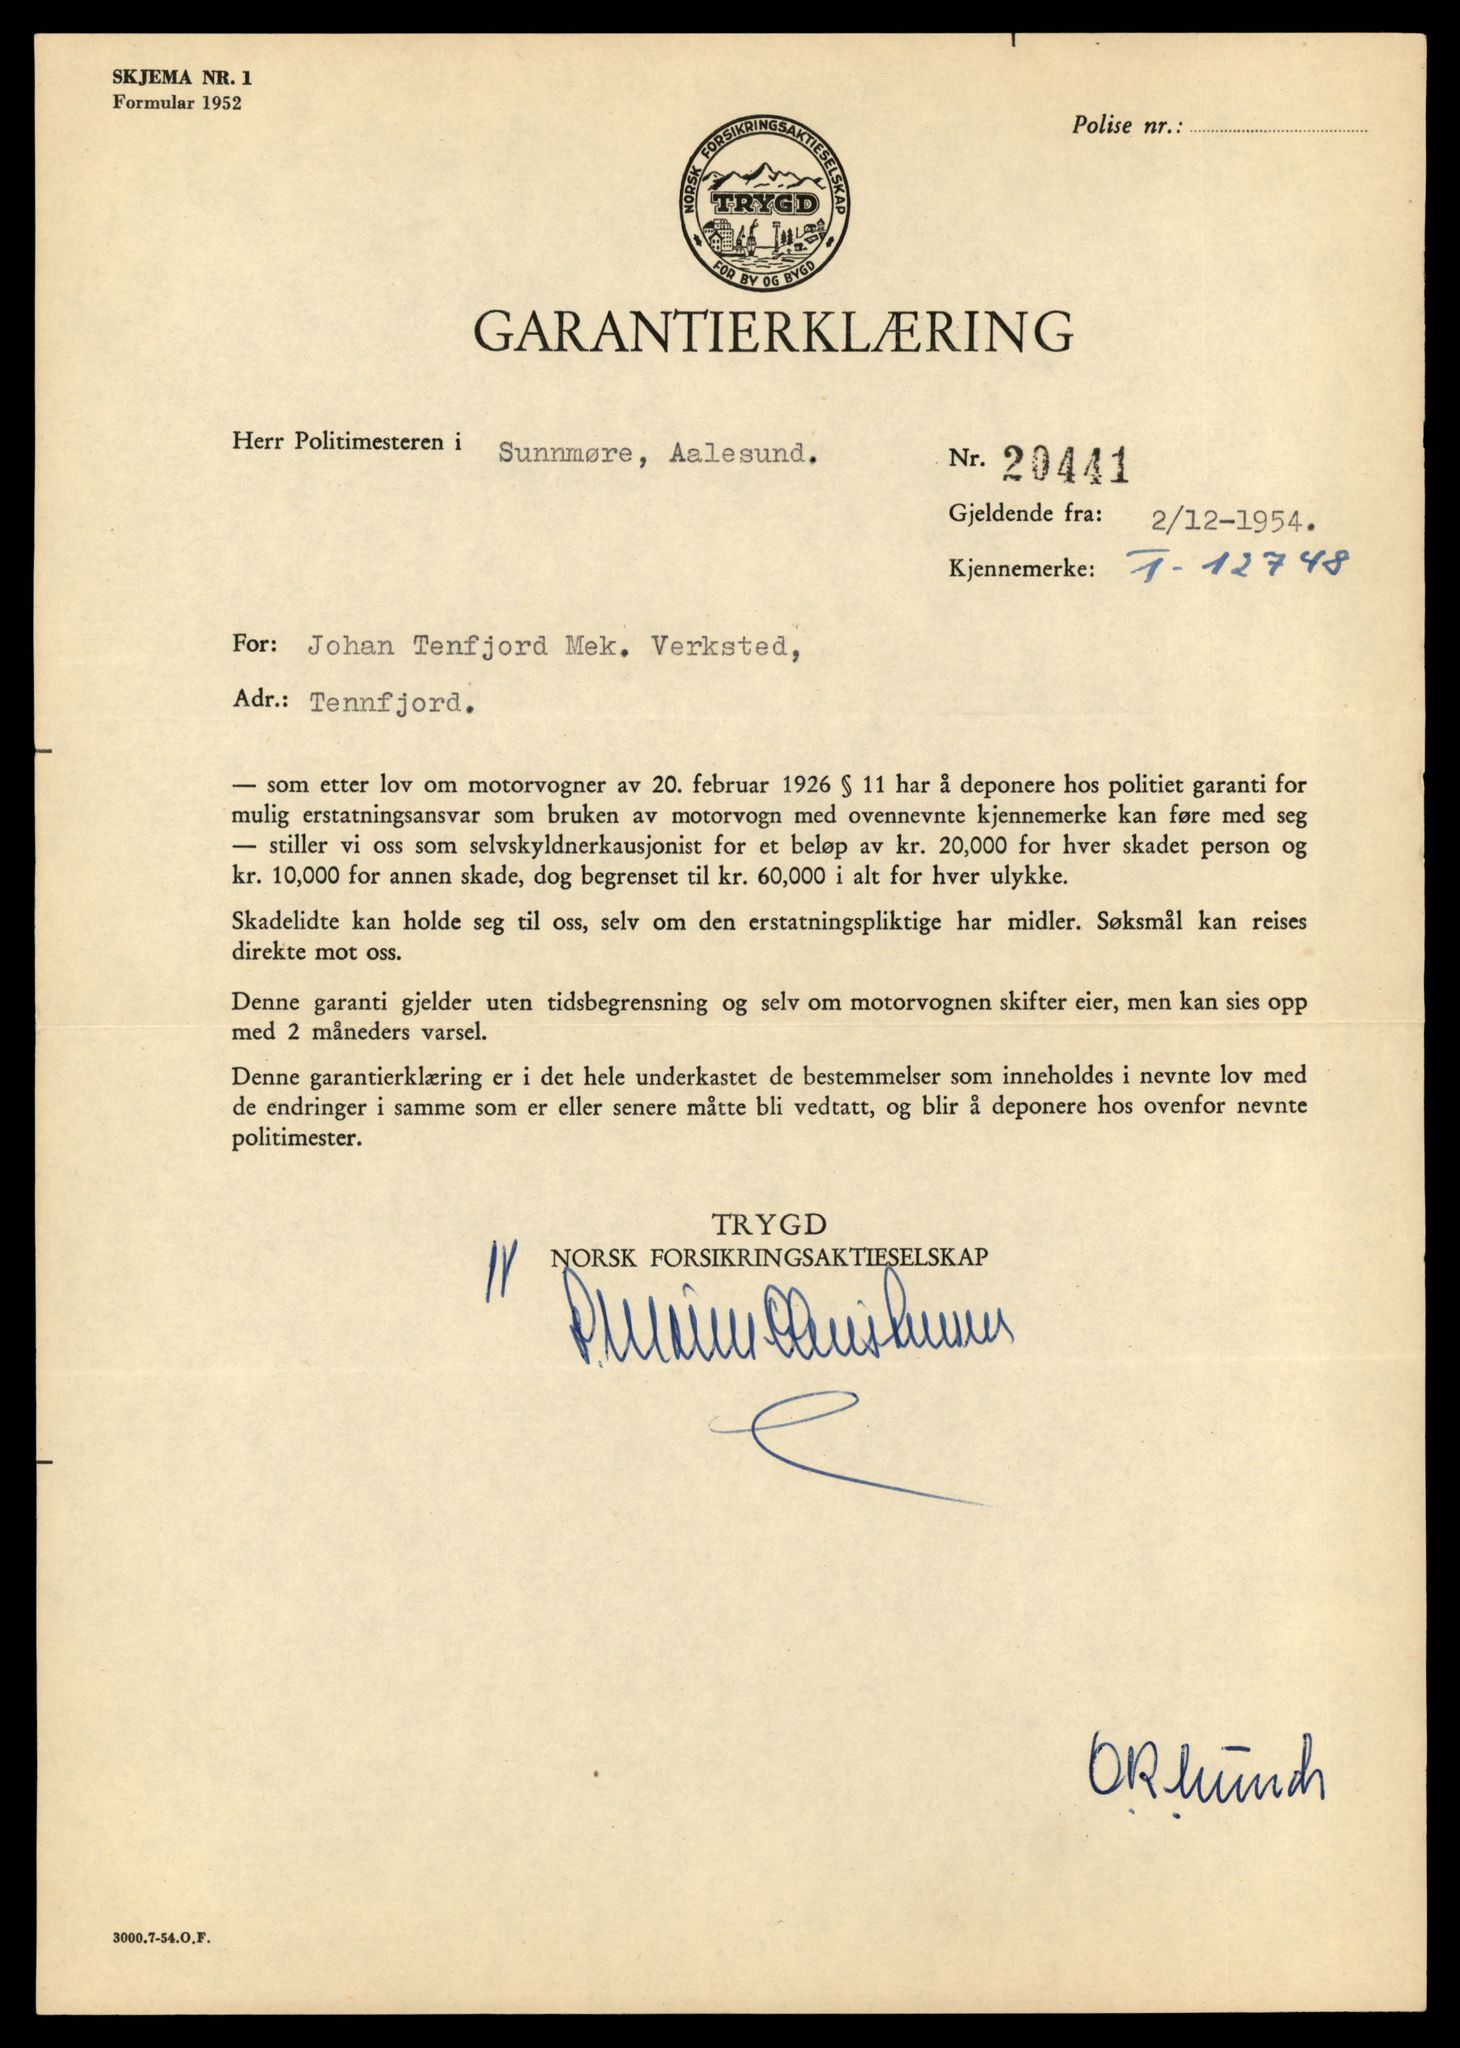 SKJEMA NR. 1
Formular 1952
Polise nr.:
NORSK FORSIKRINGSAKTIESELSKAP
TRYGD
FOR BY OG BYGD
GARANTIERKLÆRING
Herr Politimesteren i Sunnmøre, Aalesund.
Nr. 20441
Gjeldende fra: 2/12-1954.
Kjennemerke: T-12748
For: Johan Tenfjord Mek. Verksted,
Adr.: Tennfjord.
— som etter lov om motorvogner av 20. februar 1926 § 11 har å deponere hos politiet garanti for
mulig erstatningsansvar som bruken av motorvogn med ovennevnte kjennemerke kan føre med seg
— stiller vi oss som selvskyldnerkausjonist for et beløp av kr. 20,000 for hver skadet person og
kr. 10,000 for annen skade, dog begrenset til kr. 60,000 i alt for hver ulykke.
Skadelidte kan holde seg til oss, selv om den erstatningspliktige har midler. Søksmål kan reises
direkte mot oss.
Denne garanti gjelder uten tidsbegrensning og selv om motorvognen skifter eier, men kan sies opp
med 2 måneders varsel.
Denne garantierklæring er i det hele underkastet de bestemmelser som inneholdes i nevnte lov med
de endringer i samme som er eller senere måtte bli vedtatt, og blir å deponere hos ovenfor nevnte
politimester.
TRYGD
NORSK FORSIKRINGSAKTIESELSKAP
3000.7-54.O.F.